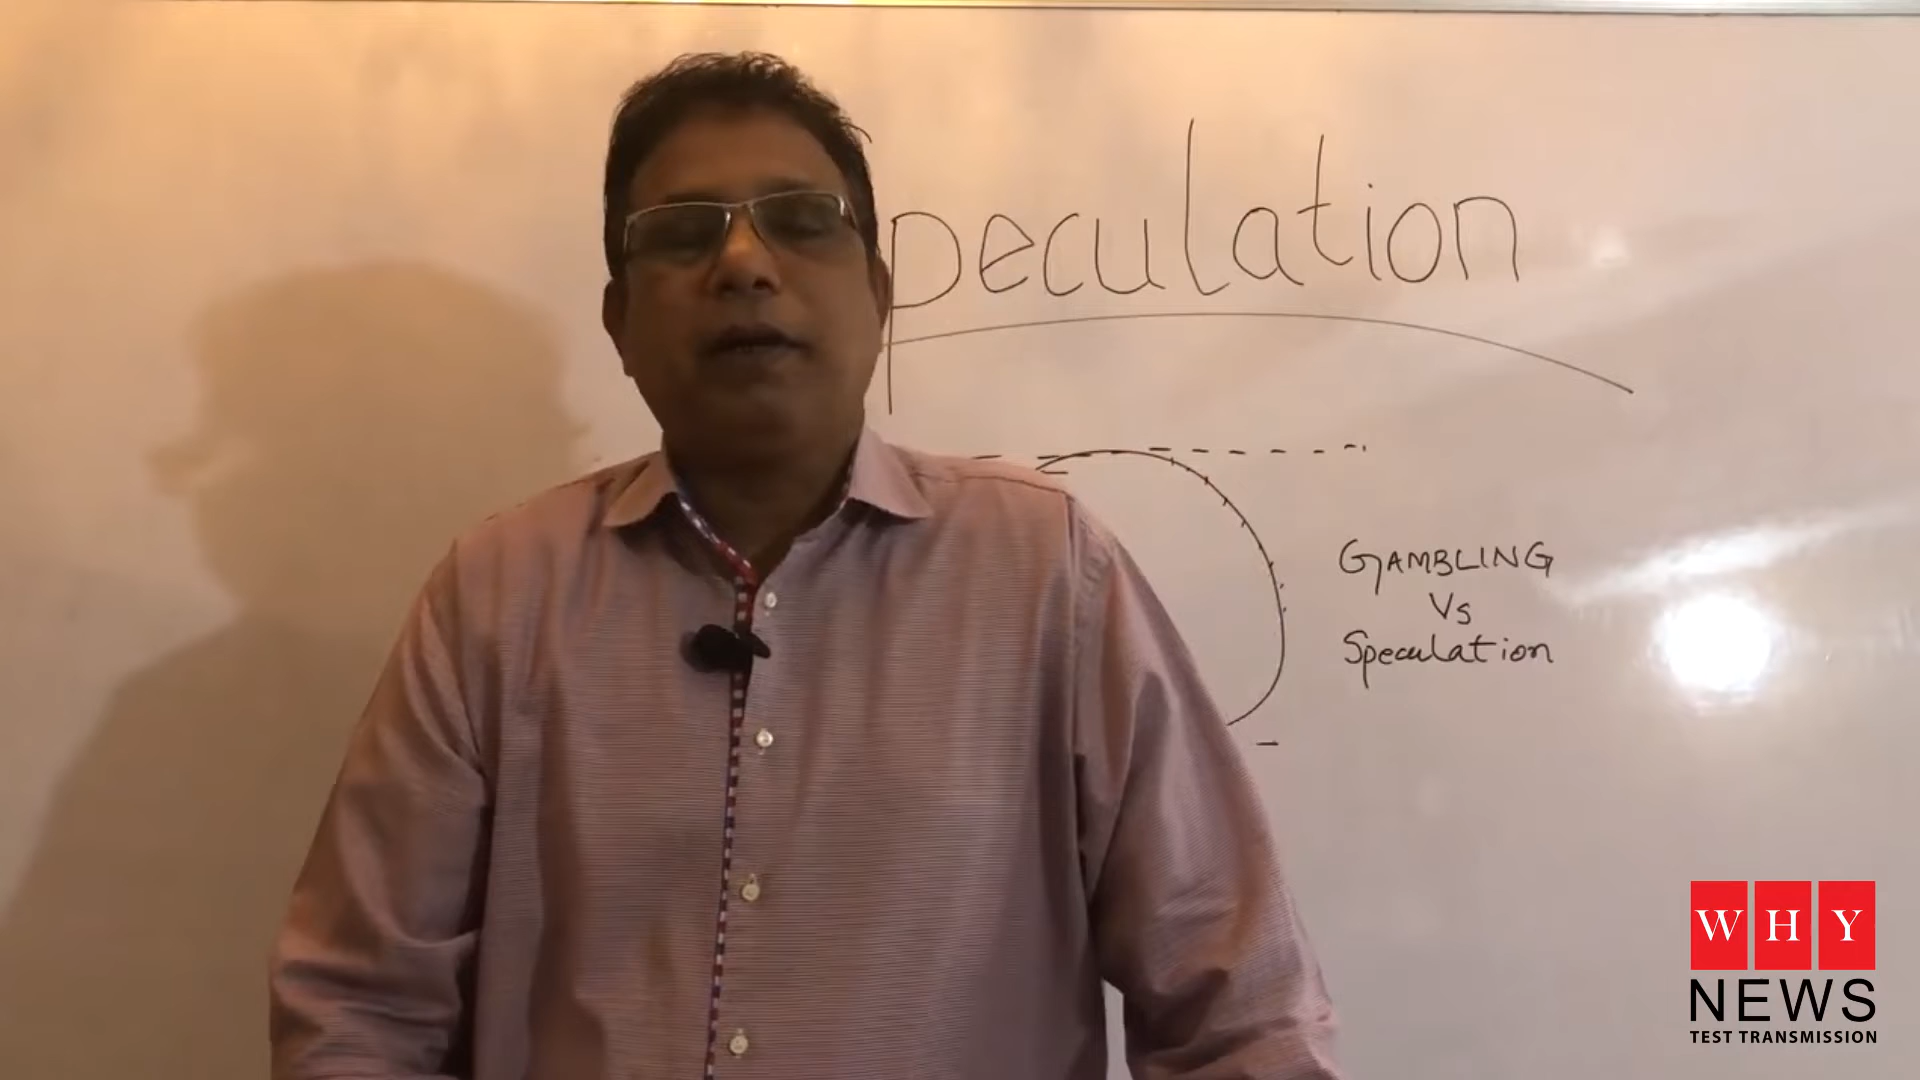 peculation
GAMBLING
Vs
Speculation
WHY
NEWS
TEST TRANSMISSION